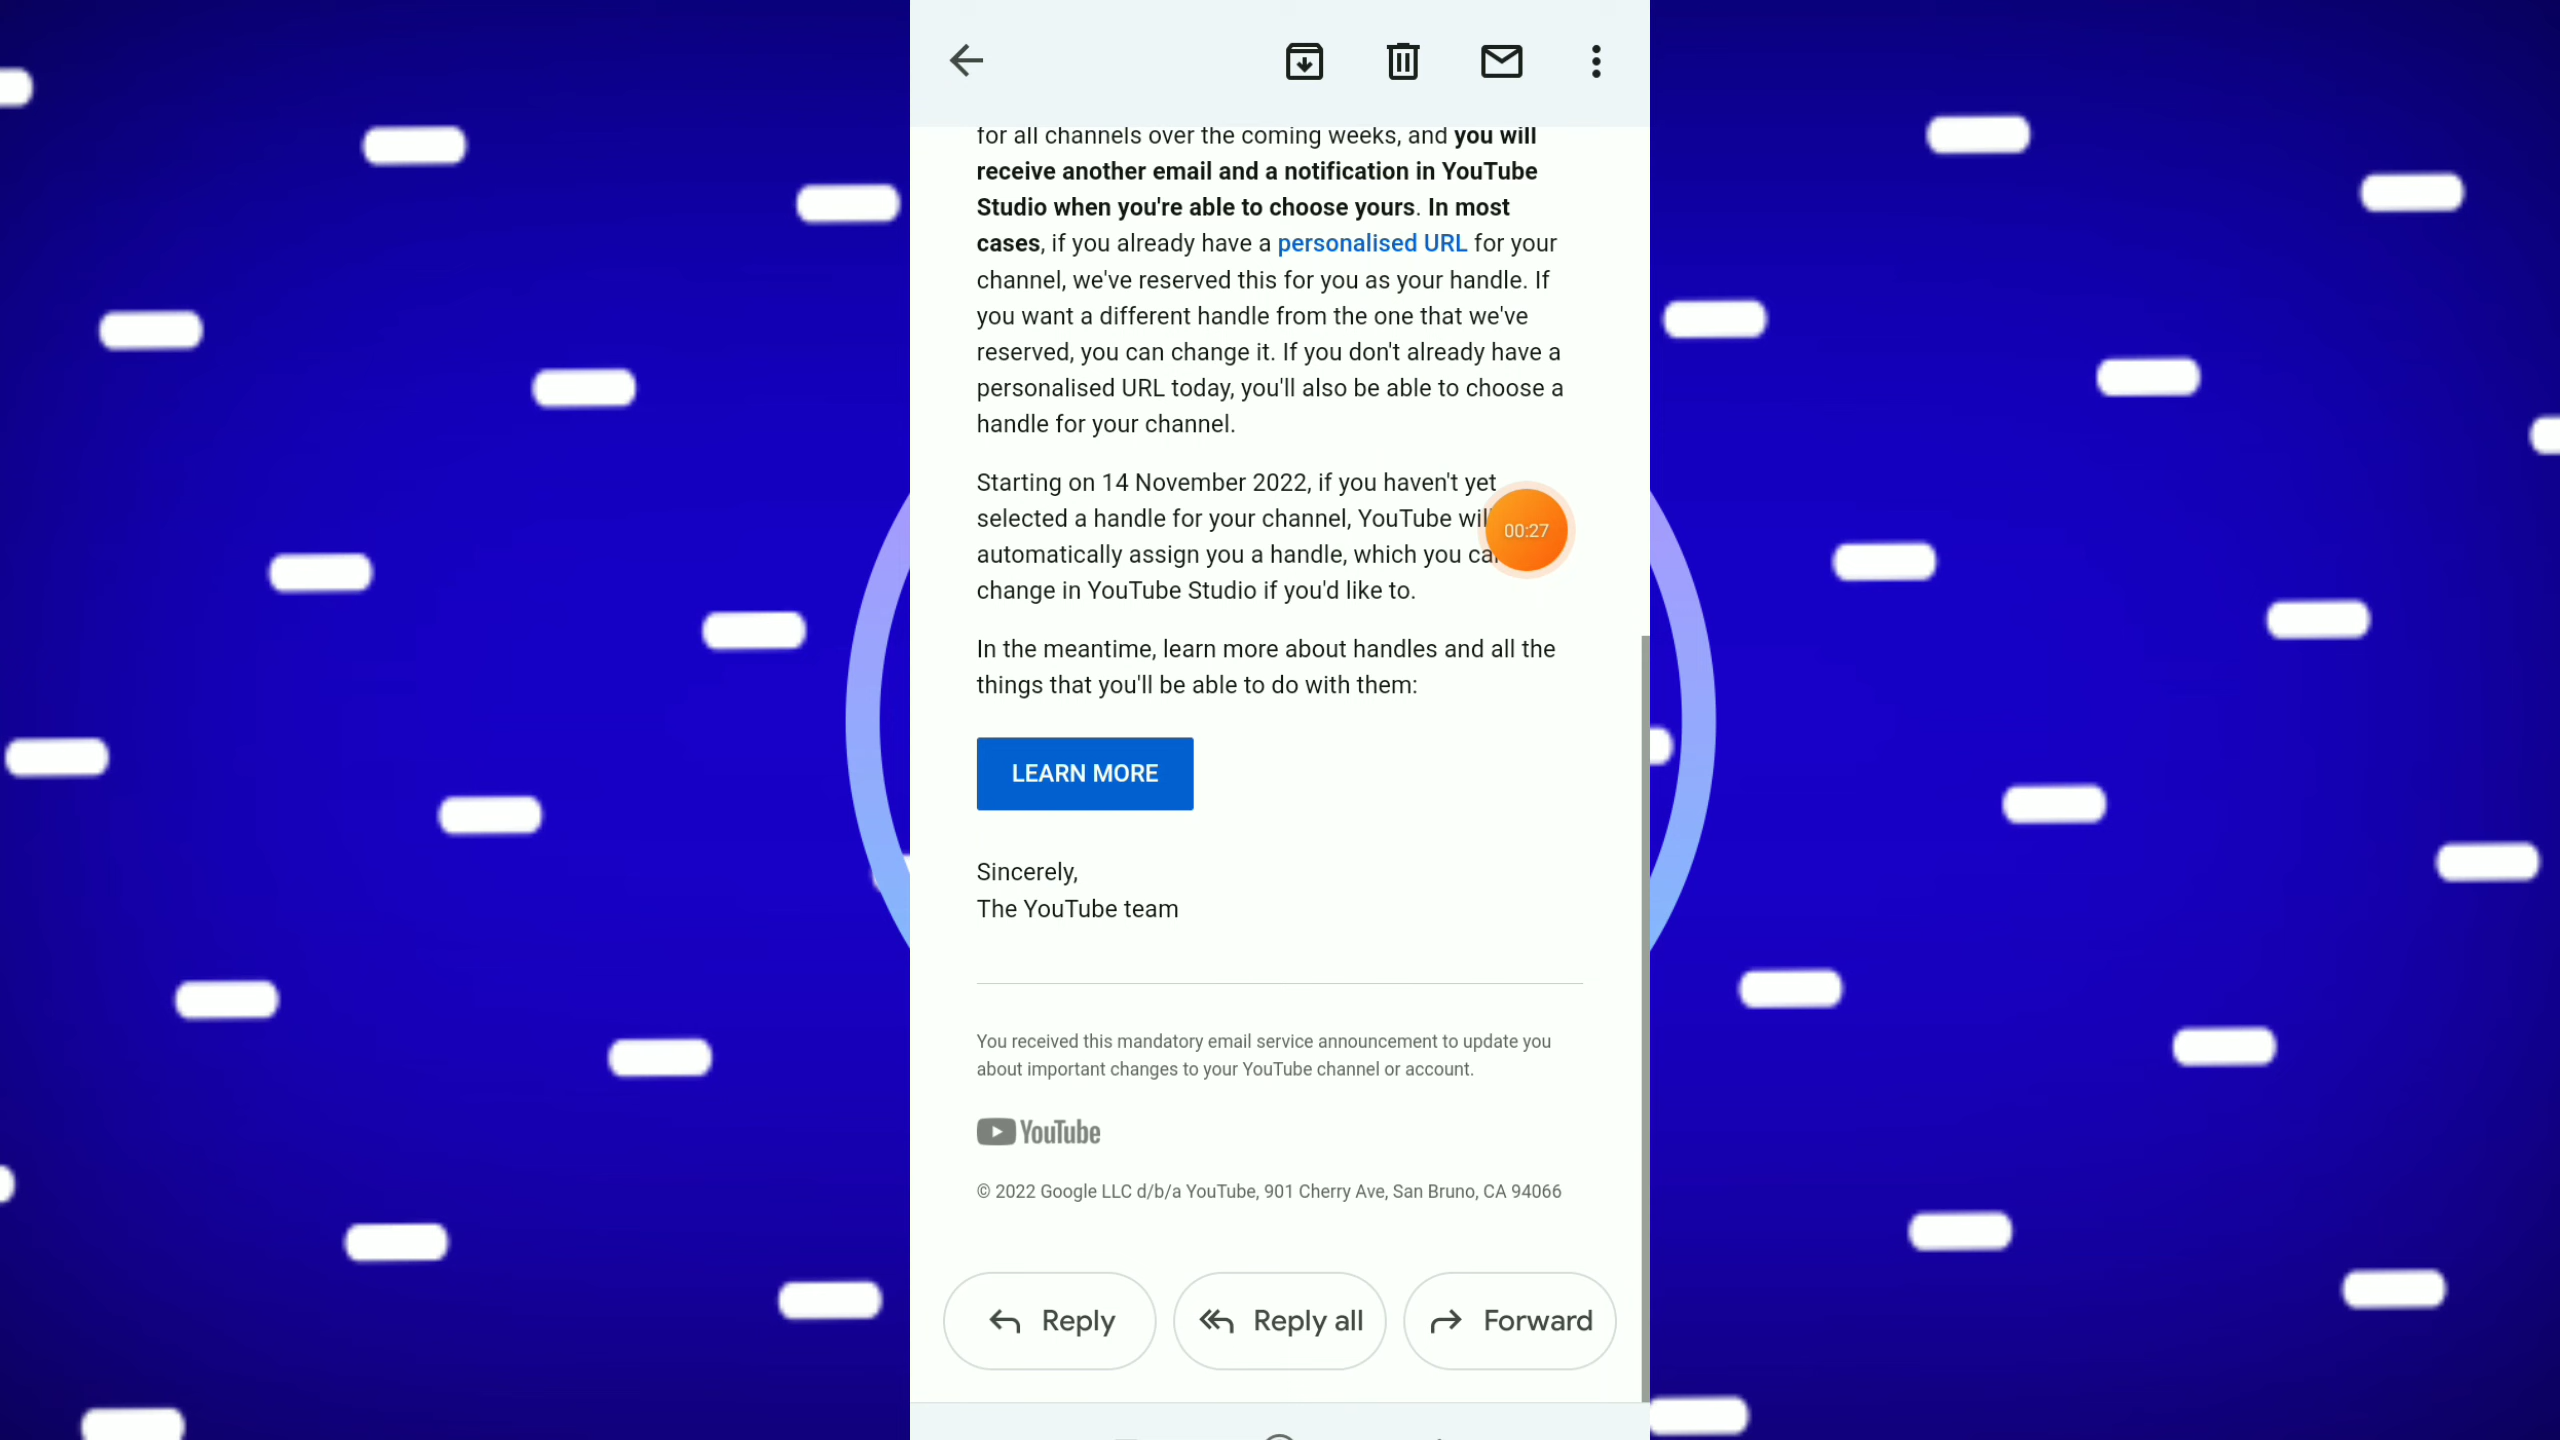 for all channels over the coming weeks, and you will
receive another email and a notification in YouTube
Studio when you're able to choose yours. In most
cases, if you already have a personalised URL for your
channel, we've reserved this for you as your handle. If
you want a different handle from the one that we've
reserved, you can change it. If you don't already have a
personalised URL today, you'll also be able to choose a
handle for your channel.
Starting on 14 November 2022, if you haven't yet
selected a handle for your channel, YouTube will
automatically assign you a handle, which you can
change in YouTube Studio if you'd like to.
00:27
In the meantime, learn more about handles and all the
things that you'll be able to do with them:
LEARN MORE
Sincerely,
The YouTube team
You received this mandatory email service announcement to update you
about important changes to your YouTube channel or account.
YouTube
© 2022 Google LLC d/b/a YouTube, 901 Cherry Ave, San Bruno, CA 94066
Reply
Reply all
Forward